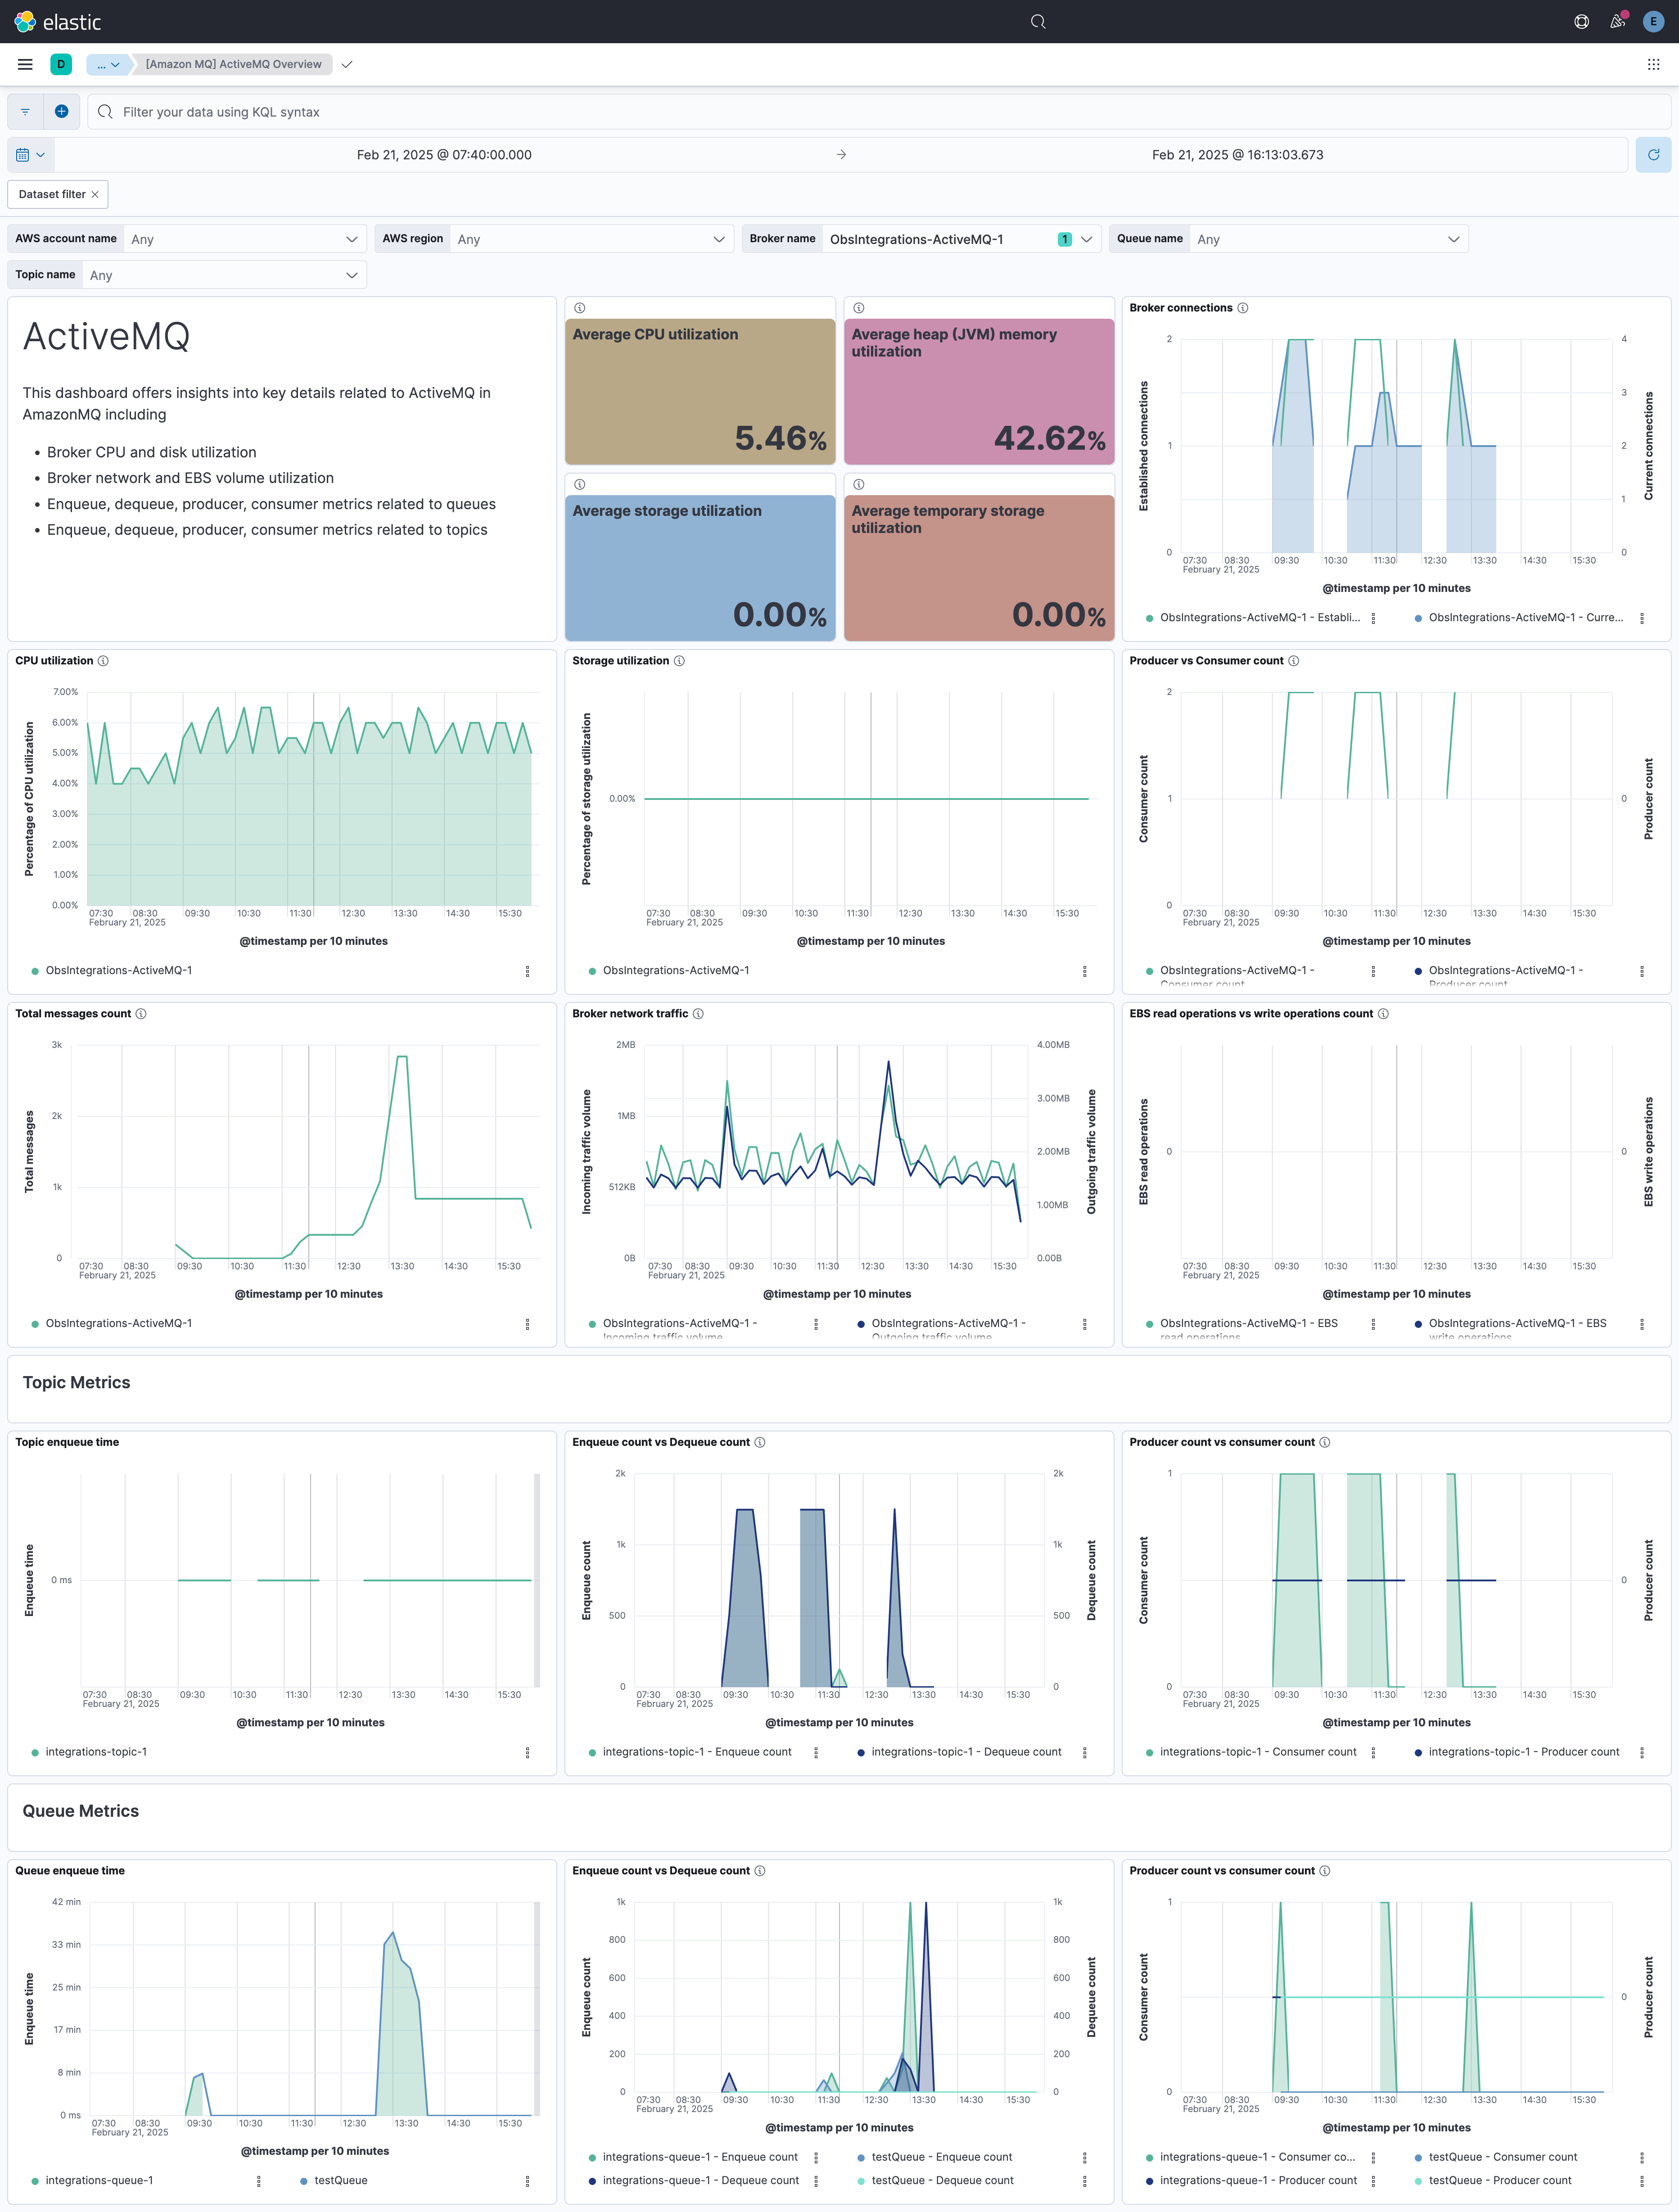 elastic
E
D
...
[Amazon MQ] ActiveMQ Overview
Filter your data using KQL syntax
Feb 21, 2025 @ 07:40:00.000
Feb 21, 2025 @ 16:13:03.673
Dataset filter
AWS account name Any
AWS region Any
Broker name ObsIntegrations-ActiveMQ-1 1
Queue name Any
Topic name Any
ActiveMQ
This dashboard offers insights into key details related to ActiveMQ in
AmazonMQ including
• Broker CPU and disk utilization
• Broker network and EBS volume utilization
• Enqueue, dequeue, producer, consumer metrics related to queues
• Enqueue, dequeue, producer, consumer metrics related to topics
Average CPU utilization
5.46%
Average heap (JVM) memory
utilization
42.62%
Average storage utilization
0.00%
Average temporary storage
utilization
0.00%
Broker connections
Established connections
2
1
0
Current connections
4
3
2
1
0
07:30 08:30 09:30 10:30 11:30 12:30 13:30 14:30 15:30
February 21, 2025
@timestamp per 10 minutes
ObsIntegrations-ActiveMQ-1 - Establi...
ObsIntegrations-ActiveMQ-1 - Curre...
CPU utilization
Percentage of CPU utilization
7.00%
6.00%
5.00%
4.00%
3.00%
2.00%
1.00%
0.00%
07:30 08:30 09:30 10:30 11:30 12:30 13:30 14:30 15:30
February 21, 2025
@timestamp per 10 minutes
ObsIntegrations-ActiveMQ-1
Storage utilization
Percentage of storage utilization
0.00%
07:30 08:30 09:30 10:30 11:30 12:30 13:30 14:30 15:30
February 21, 2025
@timestamp per 10 minutes
ObsIntegrations-ActiveMQ-1
Producer vs Consumer count
Consumer count
2
1
0
Producer count
0
07:30 08:30 09:30 10:30 11:30 12:30 13:30 14:30 15:30
February 21, 2025
@timestamp per 10 minutes
ObsIntegrations-ActiveMQ-1 -
Consumer count
ObsIntegrations-ActiveMQ-1 -
Producer count
Total messages count
Total messages
3k
2k
1k
0
07:30 08:30 09:30 10:30 11:30 12:30 13:30 14:30 15:30
February 21, 2025
@timestamp per 10 minutes
ObsIntegrations-ActiveMQ-1
Broker network traffic
Incoming traffic volume
2MB
1MB
512KB
0B
Outgoing traffic volume
4.00MB
3.00MB
2.00MB
1.00MB
0.00B
07:30 08:30 09:30 10:30 11:30 12:30 13:30 14:30 15:30
February 21, 2025
@timestamp per 10 minutes
ObsIntegrations-ActiveMQ-1 -
Incoming traffic volume
ObsIntegrations-ActiveMQ-1 -
Outgoing traffic volume
EBS read operations vs write operations count
EBS read operations
0
EBS write operations
0
07:30 08:30 09:30 10:30 11:30 12:30 13:30 14:30 15:30
February 21, 2025
@timestamp per 10 minutes
ObsIntegrations-ActiveMQ-1 - EBS
read operations
ObsIntegrations-ActiveMQ-1 - EBS
write operations
Topic Metrics
Topic enqueue time
Enqueue time
0 ms
07:30 08:30 09:30 10:30 11:30 12:30 13:30 14:30 15:30
February 21, 2025
@timestamp per 10 minutes
integrations-topic-1
Enqueue count vs Dequeue count
Enqueue count
2k
1k
500
0
Dequeue count
2k
1k
500
0
07:30 08:30 09:30 10:30 11:30 12:30 13:30 14:30 15:30
February 21, 2025
@timestamp per 10 minutes
integrations-topic-1 - Enqueue count
integrations-topic-1 - Dequeue count
Producer count vs consumer count
Consumer count
1
0
Producer count
0
07:30 08:30 09:30 10:30 11:30 12:30 13:30 14:30 15:30
February 21, 2025
@timestamp per 10 minutes
integrations-topic-1 - Consumer count
integrations-topic-1 - Producer count
Queue Metrics
Queue enqueue time
Enqueue time
42 min
33 min
25 min
17 min
8 min
0 ms
07:30 08:30 09:30 10:30 11:30 12:30 13:30 14:30 15:30
February 21, 2025
@timestamp per 10 minutes
integrations-queue-1
testQueue
Enqueue count vs Dequeue count
Enqueue count
1k
800
600
400
200
0
Dequeue count
1k
800
600
400
200
0
07:30 08:30 09:30 10:30 11:30 12:30 13:30 14:30 15:30
February 21, 2025
@timestamp per 10 minutes
integrations-queue-1 - Enqueue count
testQueue - Enqueue count
integrations-queue-1 - Dequeue count
testQueue - Dequeue count
Producer count vs consumer count
Consumer count
1
0
Producer count
0
07:30 08:30 09:30 10:30 11:30 12:30 13:30 14:30 15:30
February 21, 2025
@timestamp per 10 minutes
integrations-queue-1 - Consumer co...
testQueue - Consumer count
integrations-queue-1 - Producer count
testQueue - Producer count